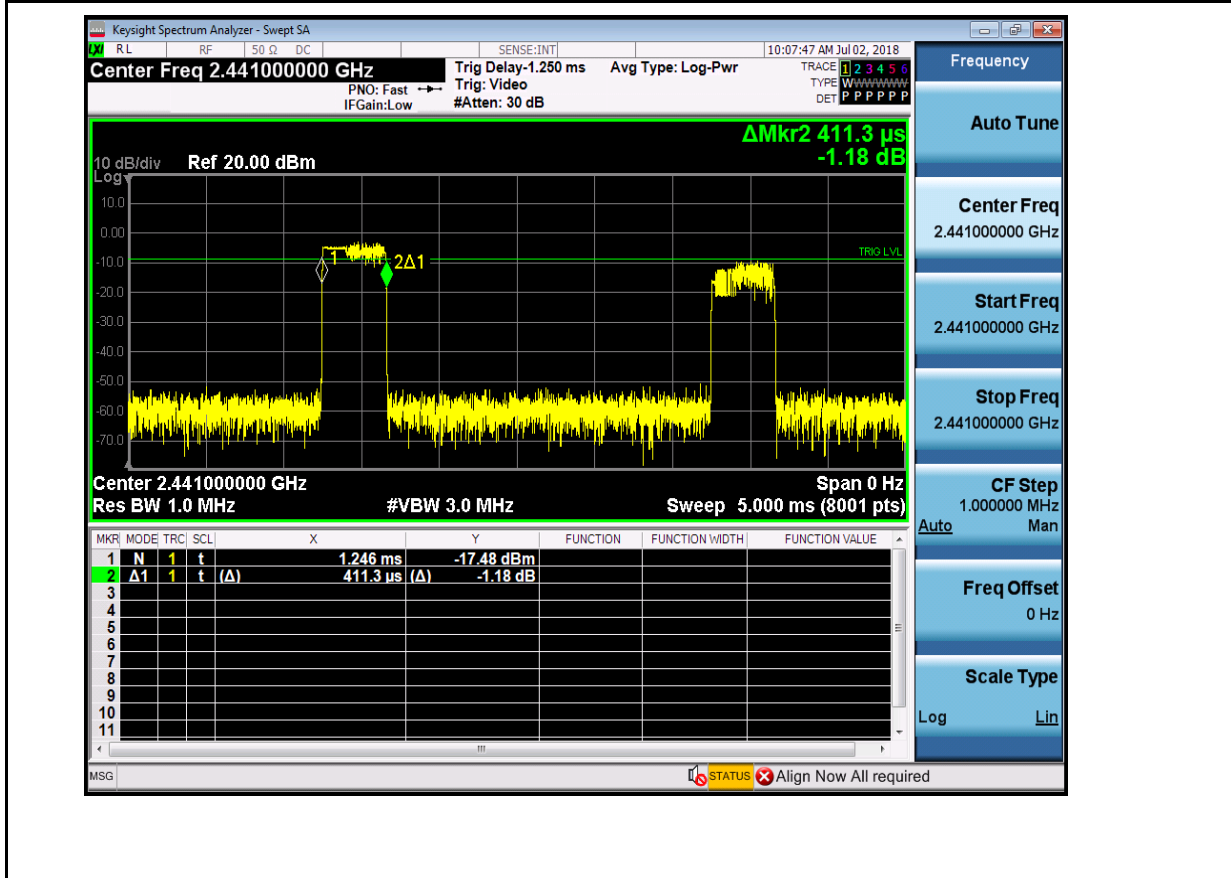 Keysight Spectrum Analyzer - Swept SA
LXI RL RF 50 Ω DC SENSE:INT 10:07:47 AM Jul 02, 2018
Center Freq 2.441000000 GHz
PNO: Fast
IFGain:Low
Trig Delay-1.250 ms
Trig: Video
#Atten: 30 dB
Avg Type: Log-Pwr
TRACE 1 2 3 4 5 6
TYPE WWWWWW
DET P P P P P P
ΔMkr2 411.3 µs
-1.18 dB
10 dB/div Ref 20.00 dBm
Log
10.0
0.00
-10.0
-20.0
-30.0
-40.0
-50.0
-60.0
-70.0
TRIG LVL
1
2Δ1
Center 2.441000000 GHz Span 0 Hz
Res BW 1.0 MHz #VBW 3.0 MHz Sweep 5.000 ms (8001 pts)
MKR MODE TRC SCL X Y FUNCTION FUNCTION WIDTH FUNCTION VALUE
1 N 1 t 1.246 ms -17.48 dBm
2 Δ1 1 t (Δ) 411.3 µs (Δ) -1.18 dB
3
4
5
6
7
8
9
10
11
MSG STATUS Align Now All required
Frequency
Auto Tune
Center Freq
2.441000000 GHz
Start Freq
2.441000000 GHz
Stop Freq
2.441000000 GHz
CF Step
1.000000 MHz
Auto Man
Freq Offset
0 Hz
Scale Type
Log Lin